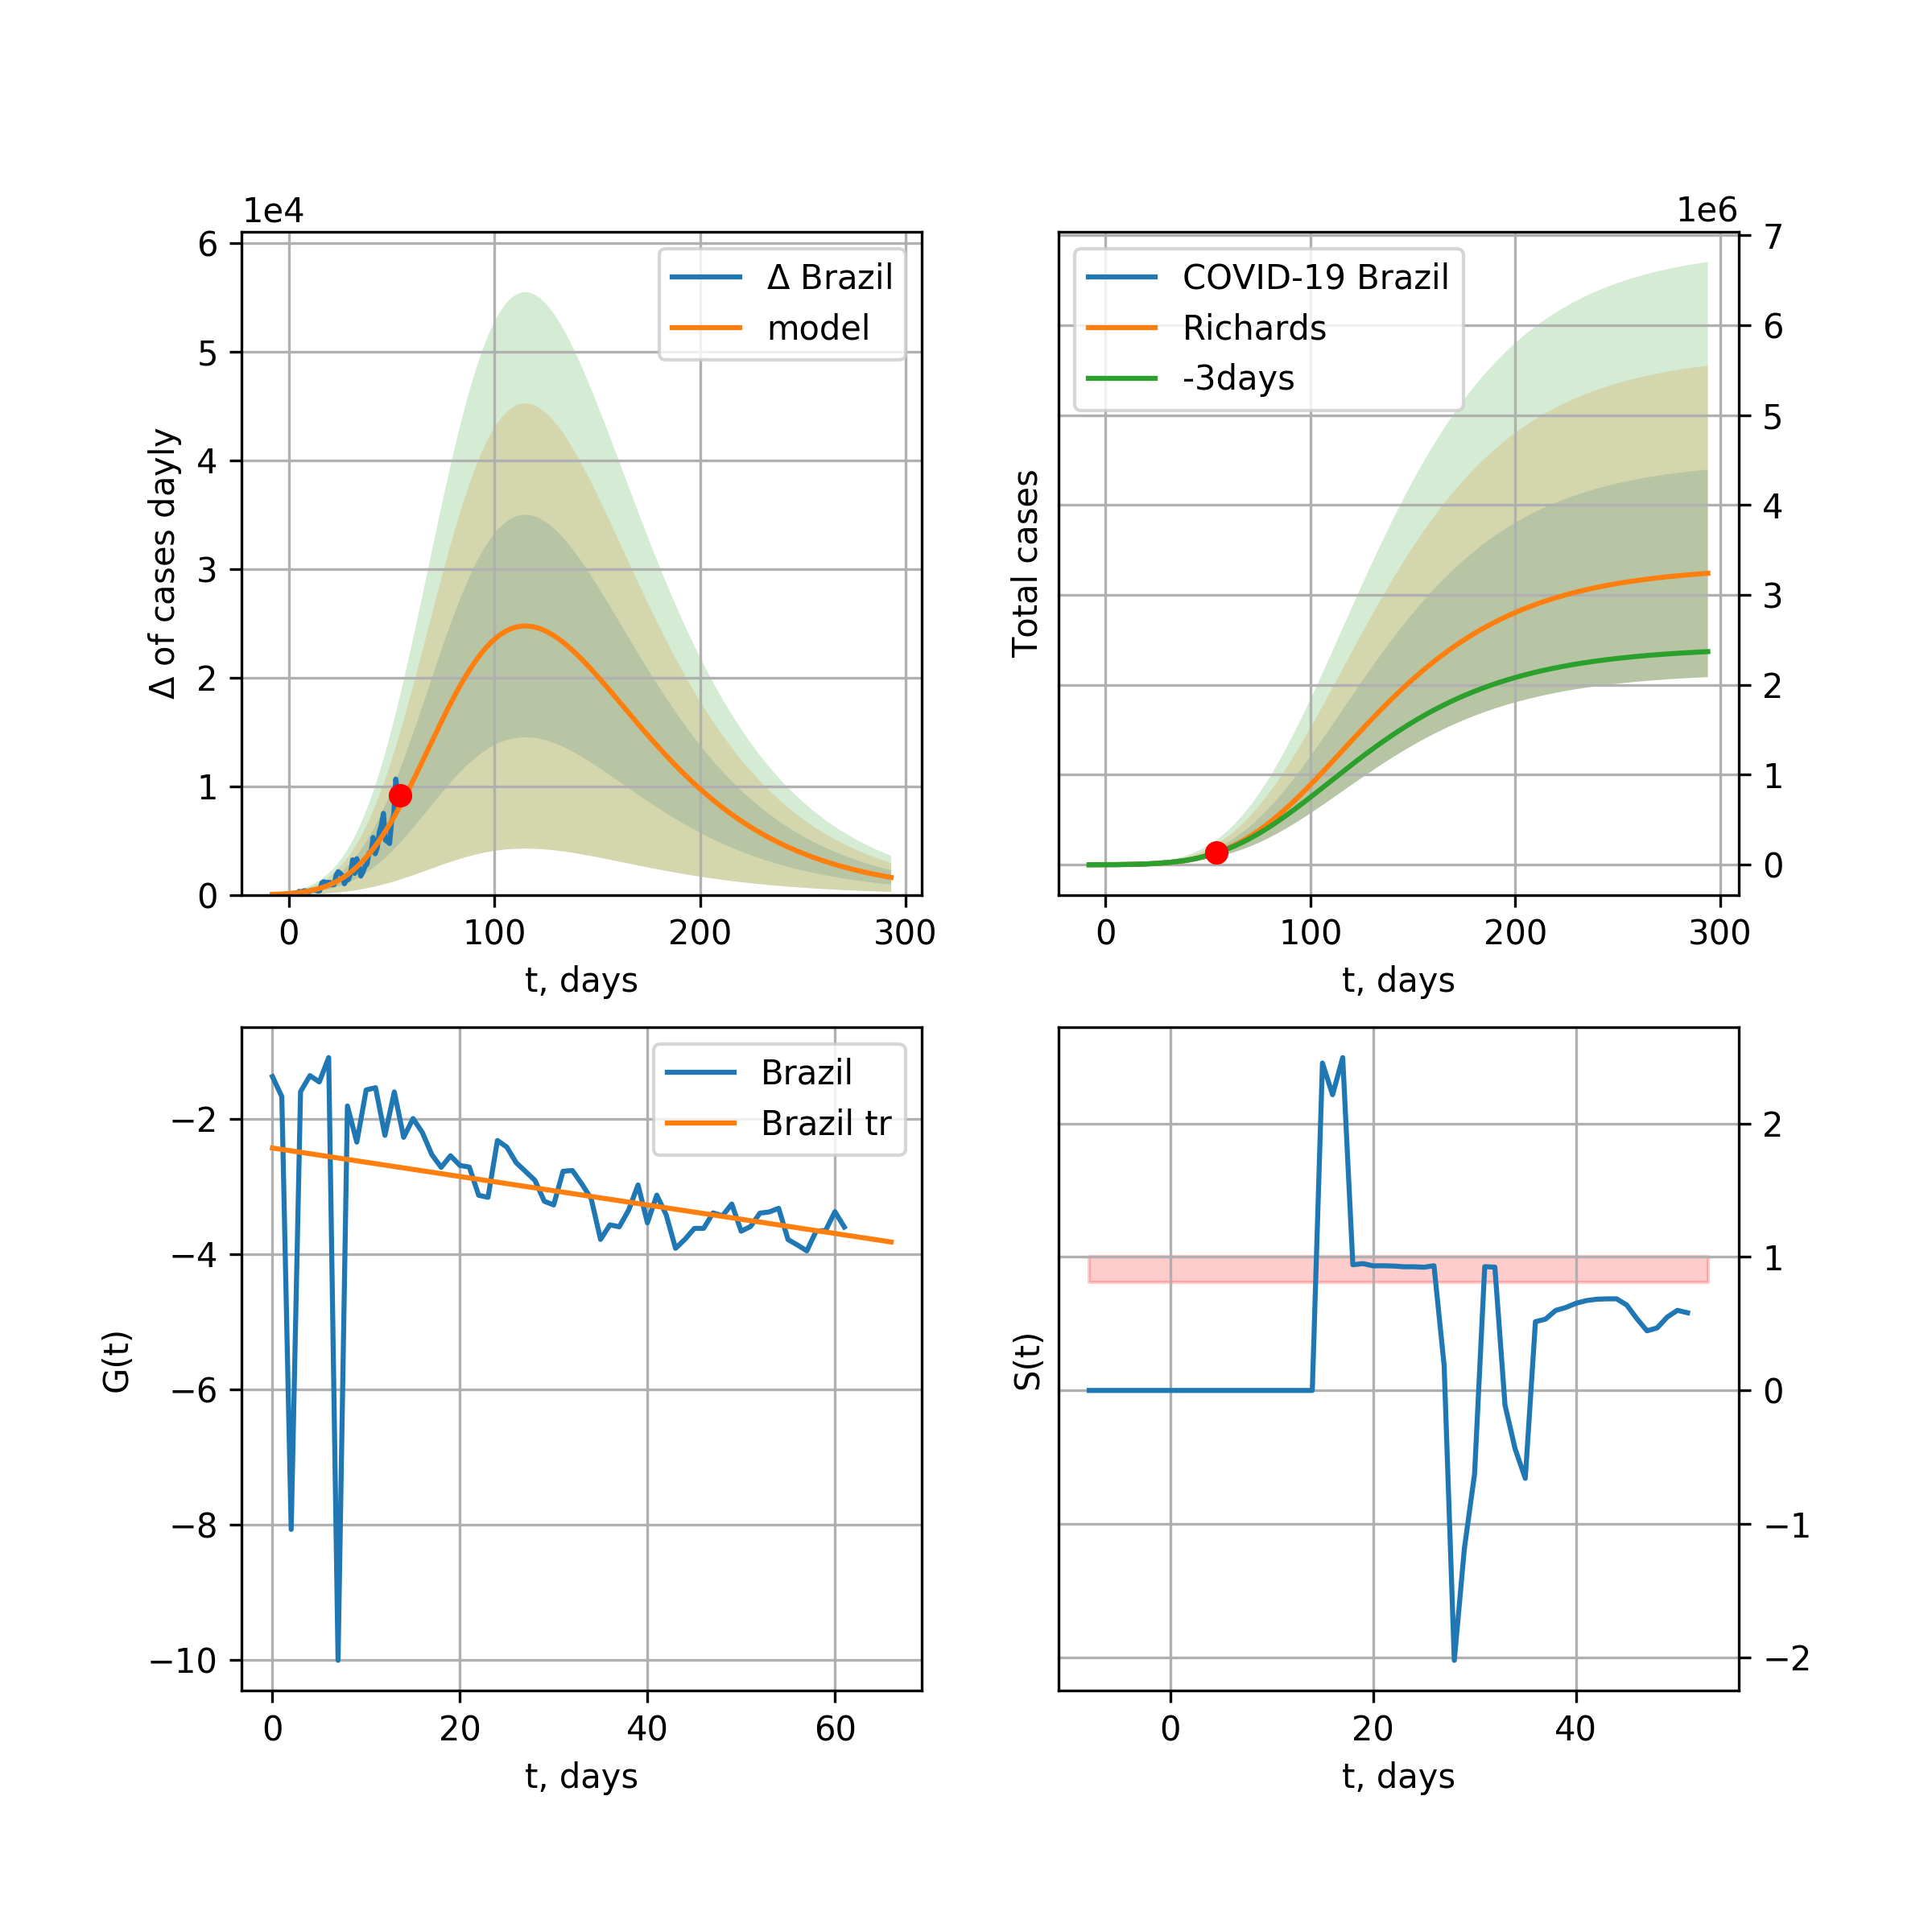 1e4
6
5
4
3
2
1
0
Δ of cases dayly
Δ Brazil
model
0
100
200
300
t, days
1e6
7
6
5
4
3
2
1
0
Total cases
COVID-19 Brazil
Richards
-3days
0
100
200
300
t, days
−2
−4
−6
−8
−10
G(t)
Brazil
Brazil tr
0
20
40
60
t, days
2
1
0
−1
−2
S(t)
0
20
40
t, days